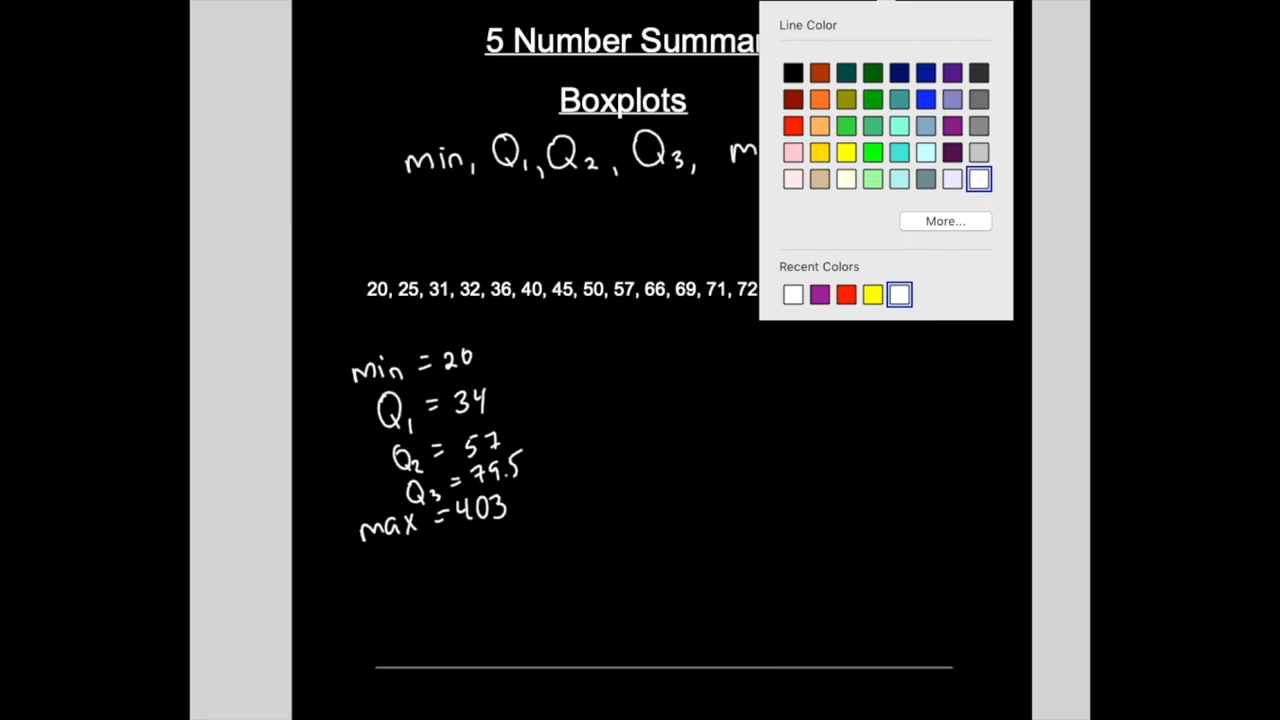 5 Number Summar
Boxplots
min, Q1, Q2, Q3, m
20, 25, 31, 32, 36, 40, 45, 50, 57, 66, 69, 71, 72
min = 20
Q1 = 34
Q2 = 57
Q3 = 79.5
max = 403
Line Color
More...
Recent Colors